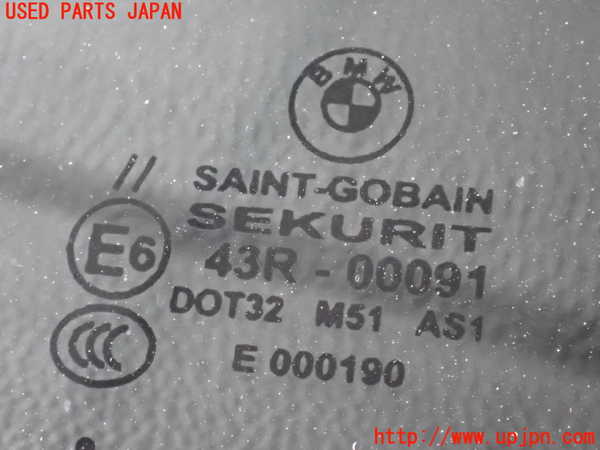 USED PARTS JAPAN
BMW
//
SAINT-GOBAIN
SEKURIT
E6 43R - 00091
DOT32 M51 AS1
CCC
E 000190
http://www.upjpn.com/